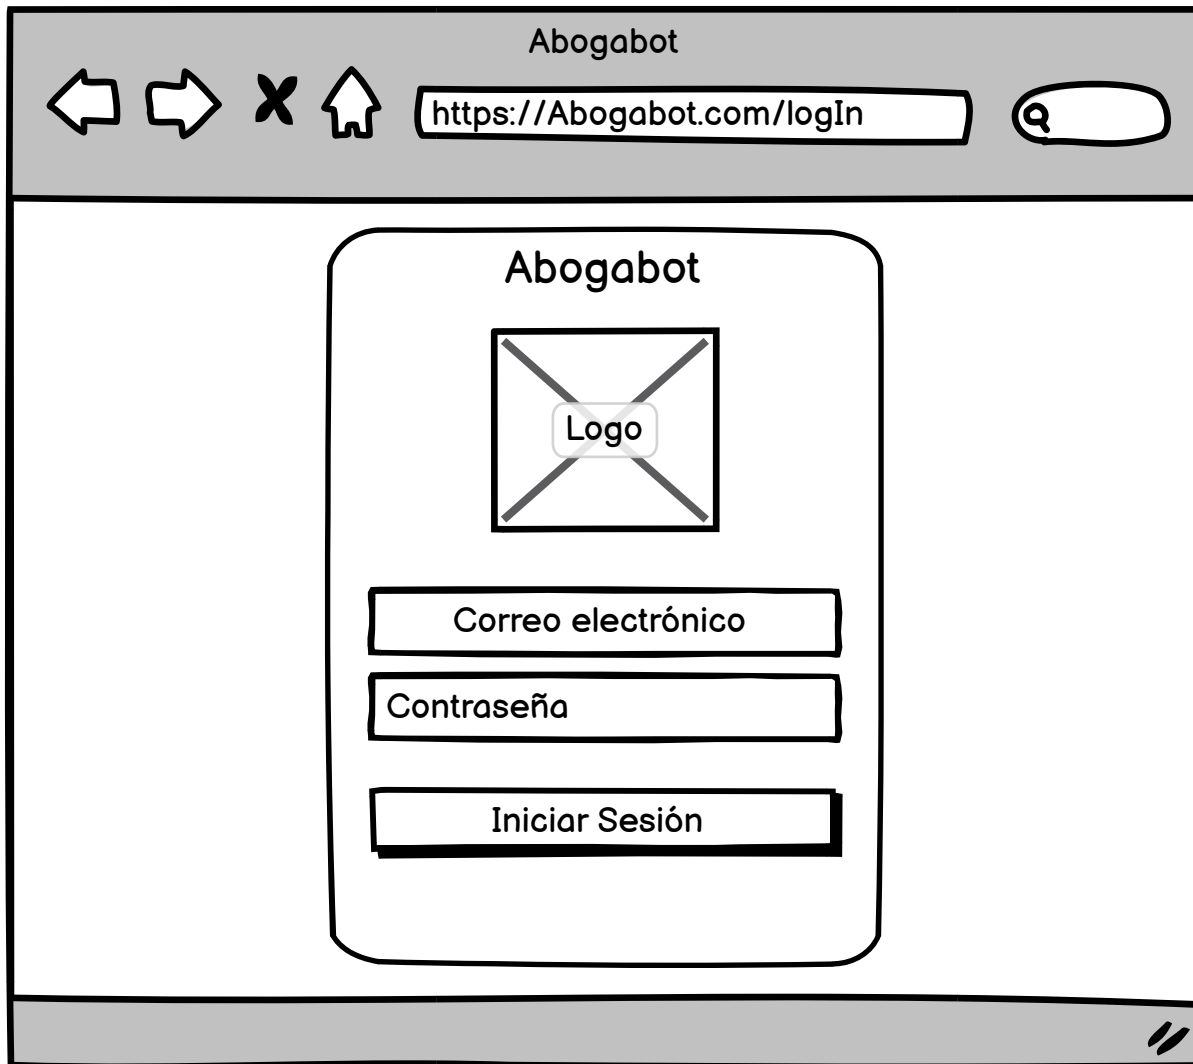 Abogabot
https://Abogabot.com/logIn
Abogabot
Logo
Correo electrónico
Contraseña
Iniciar Sesión